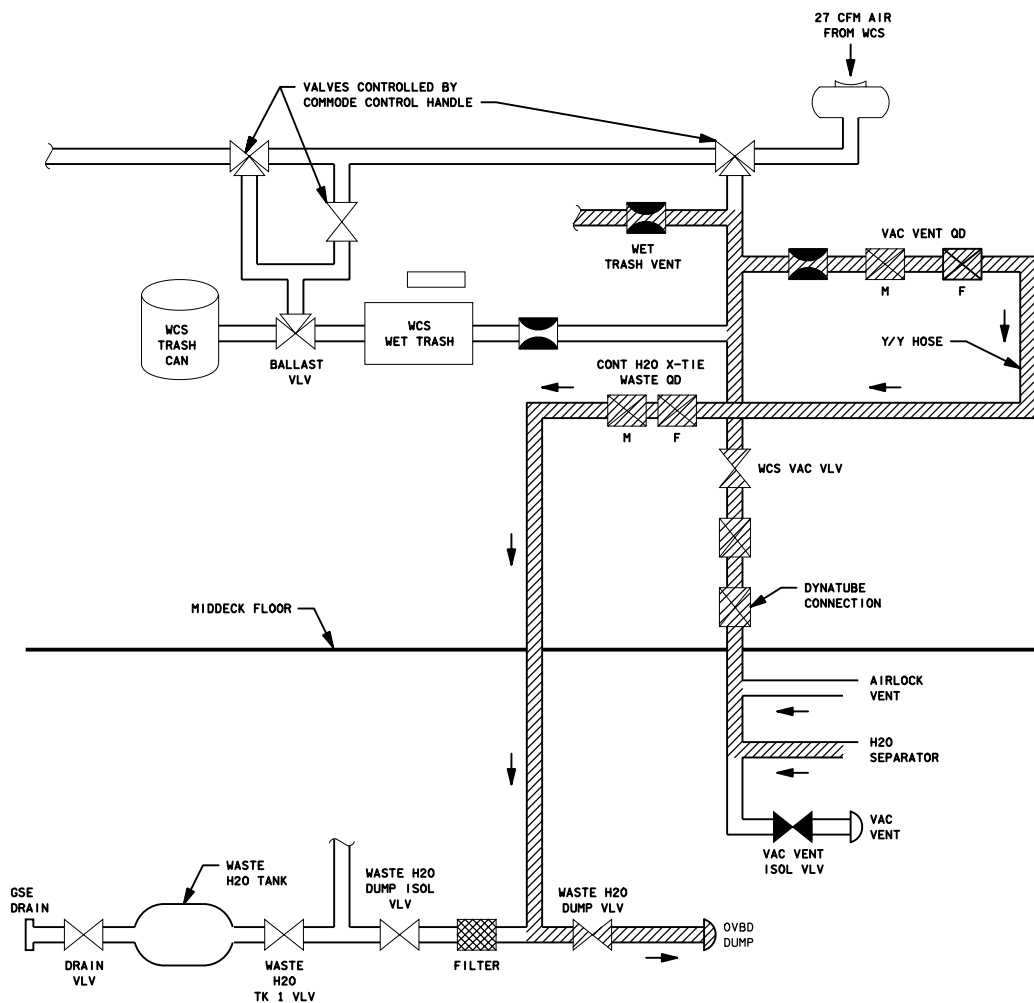 27 CFM AIR
FROM WCS
VALVES CONTROLLED BY
COMMODE CONTROL HANDLE
VAC VENT QD
WET
TRASH VENT
M
F
WCS
TRASH
CAN
WCS
WET TRASH
BALLAST
VLV
Y/Y HOSE
CONT H2O X-TIE
WASTE QD
M
F
WCS VAC VLV
DYNATUBE
CONNECTION
MIDDECK FLOOR
AIRLOCK
VENT
H2O
SEPARATOR
VAC
VENT
VAC VENT
ISOL VLV
WASTE
H2O TANK
WASTE H2O
DUMP ISOL
VLV
WASTE H2O
DUMP VLV
GSE
DRAIN
OVBD
DUMP
DRAIN
VLV
WASTE
H2O
TK 1 VLV
FILTER